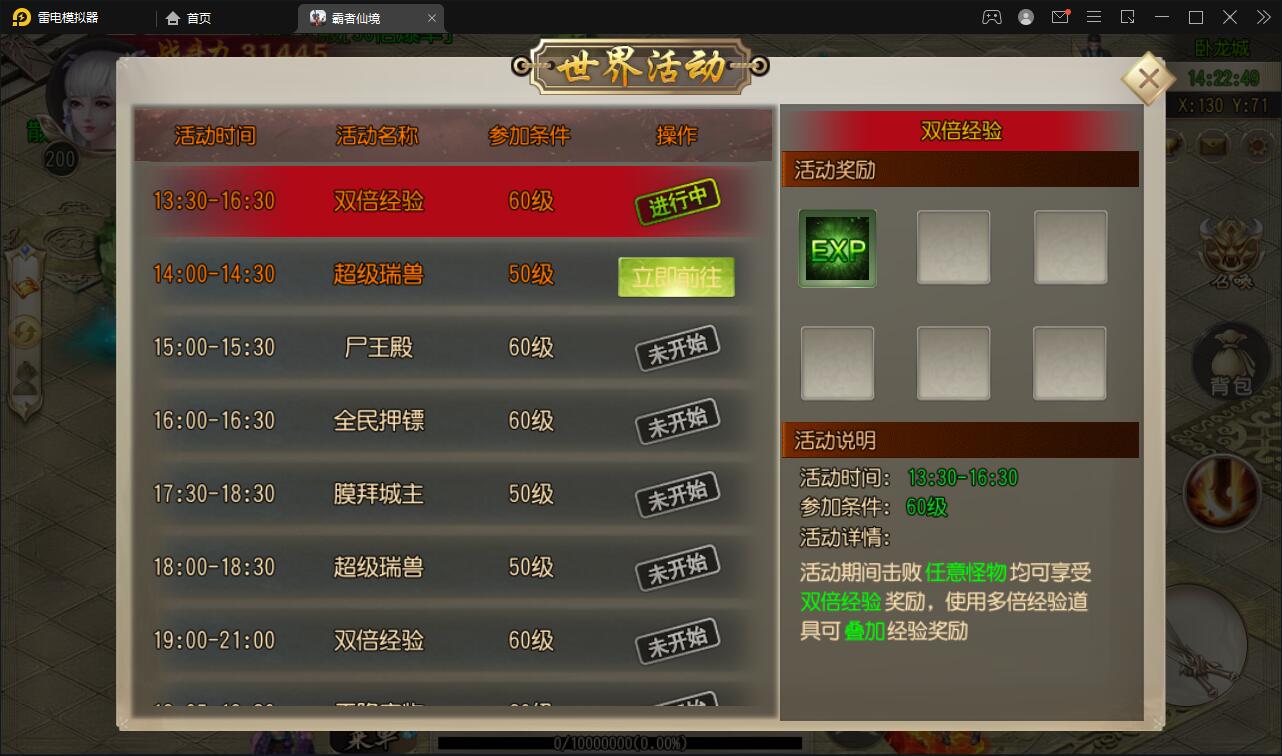 雷电模拟器
首页
霸者仙境
战斗力 31445
世界活动
卧龙城
14:22:49
X:130 Y:71
200
活动时间 活动名称 参加条件 操作
13:30-16:30 双倍经验 60级 进行中
14:00-14:30 超级瑞兽 50级 立即前往
15:00-15:30 尸王殿 60级 未开始
16:00-16:30 全民押镖 60级 未开始
17:30-18:30 膜拜城主 50级 未开始
18:00-18:30 超级瑞兽 50级 未开始
19:00-21:00 双倍经验 60级 未开始
双倍经验
活动奖励
EXP
活动说明
活动时间: 13:30-16:30
参加条件: 60级
活动详情:
活动期间击败任意怪物均可享受
双倍经验奖励，使用多倍经验道
具可叠加经验奖励
召唤
背包
菜单
0/10000000(0.00%)